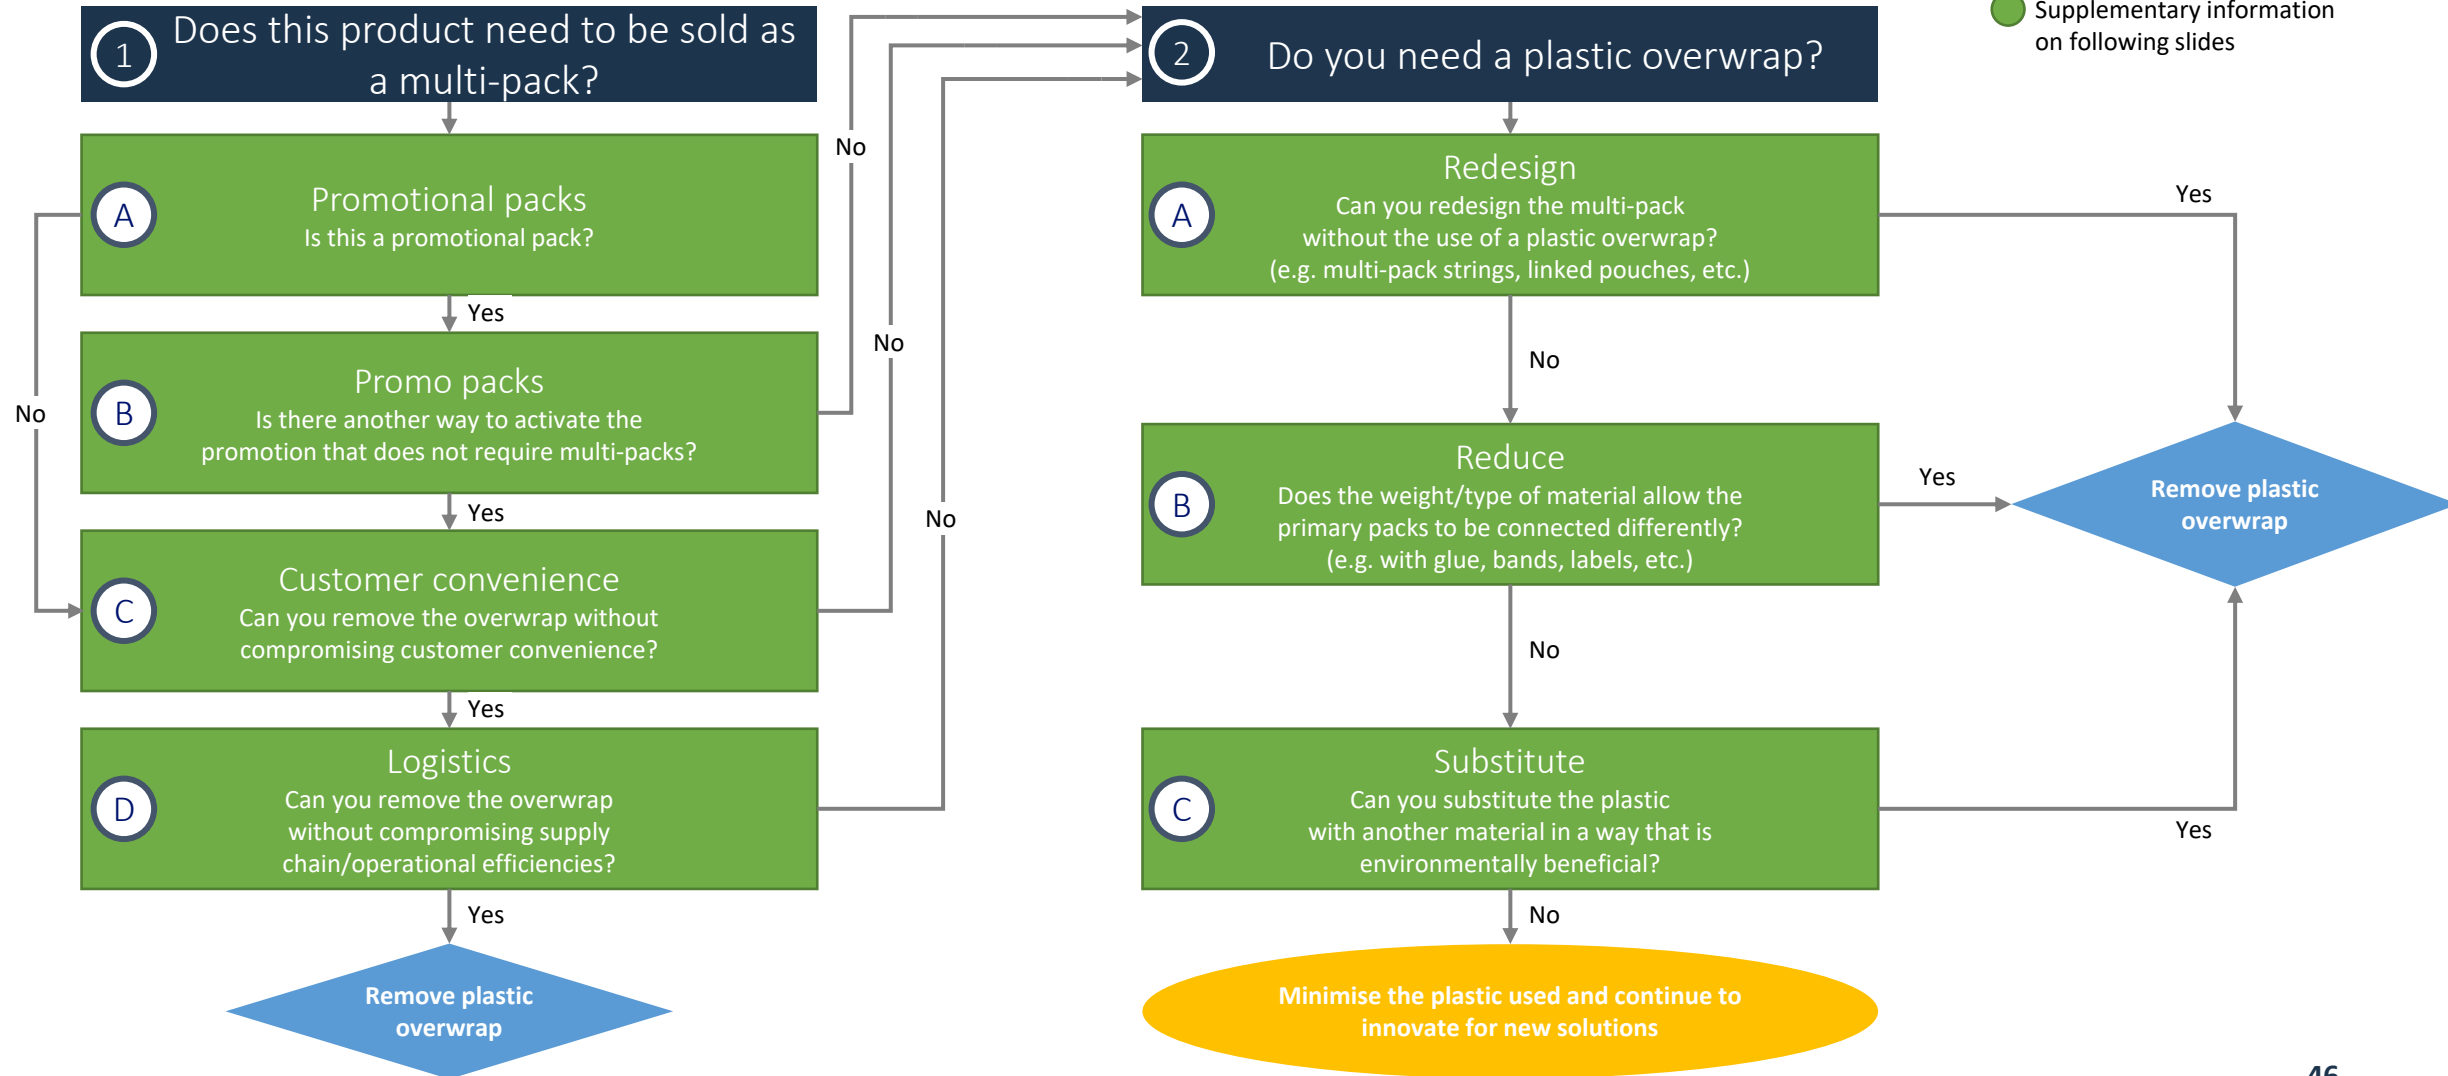 1
Does this product need to be sold as
a multi-pack?
A
Promotional packs
Is this a promotional pack?
No
Yes
B
Promo packs
Is there another way to activate the
promotion that does not require multi-packs?
No
Yes
C
Customer convenience
Can you remove the overwrap without
compromising customer convenience?
No
Yes
D
Logistics
Can you remove the overwrap
without compromising supply
chain/operational efficiencies?
No
Yes
Remove plastic
overwrap
2
Do you need a plastic overwrap?
A
Redesign
Can you redesign the multi-pack
without the use of a plastic overwrap?
(e.g. multi-pack strings, linked pouches, etc.)
Yes
No
B
Reduce
Does the weight/type of material allow the
primary packs to be connected differently?
(e.g. with glue, bands, labels, etc.)
Yes
No
C
Substitute
Can you substitute the plastic
with another material in a way that is
environmentally beneficial?
Yes
No
Remove plastic
overwrap
Minimise the plastic used and continue to
innovate for new solutions
Supplementary information
on following slides
46